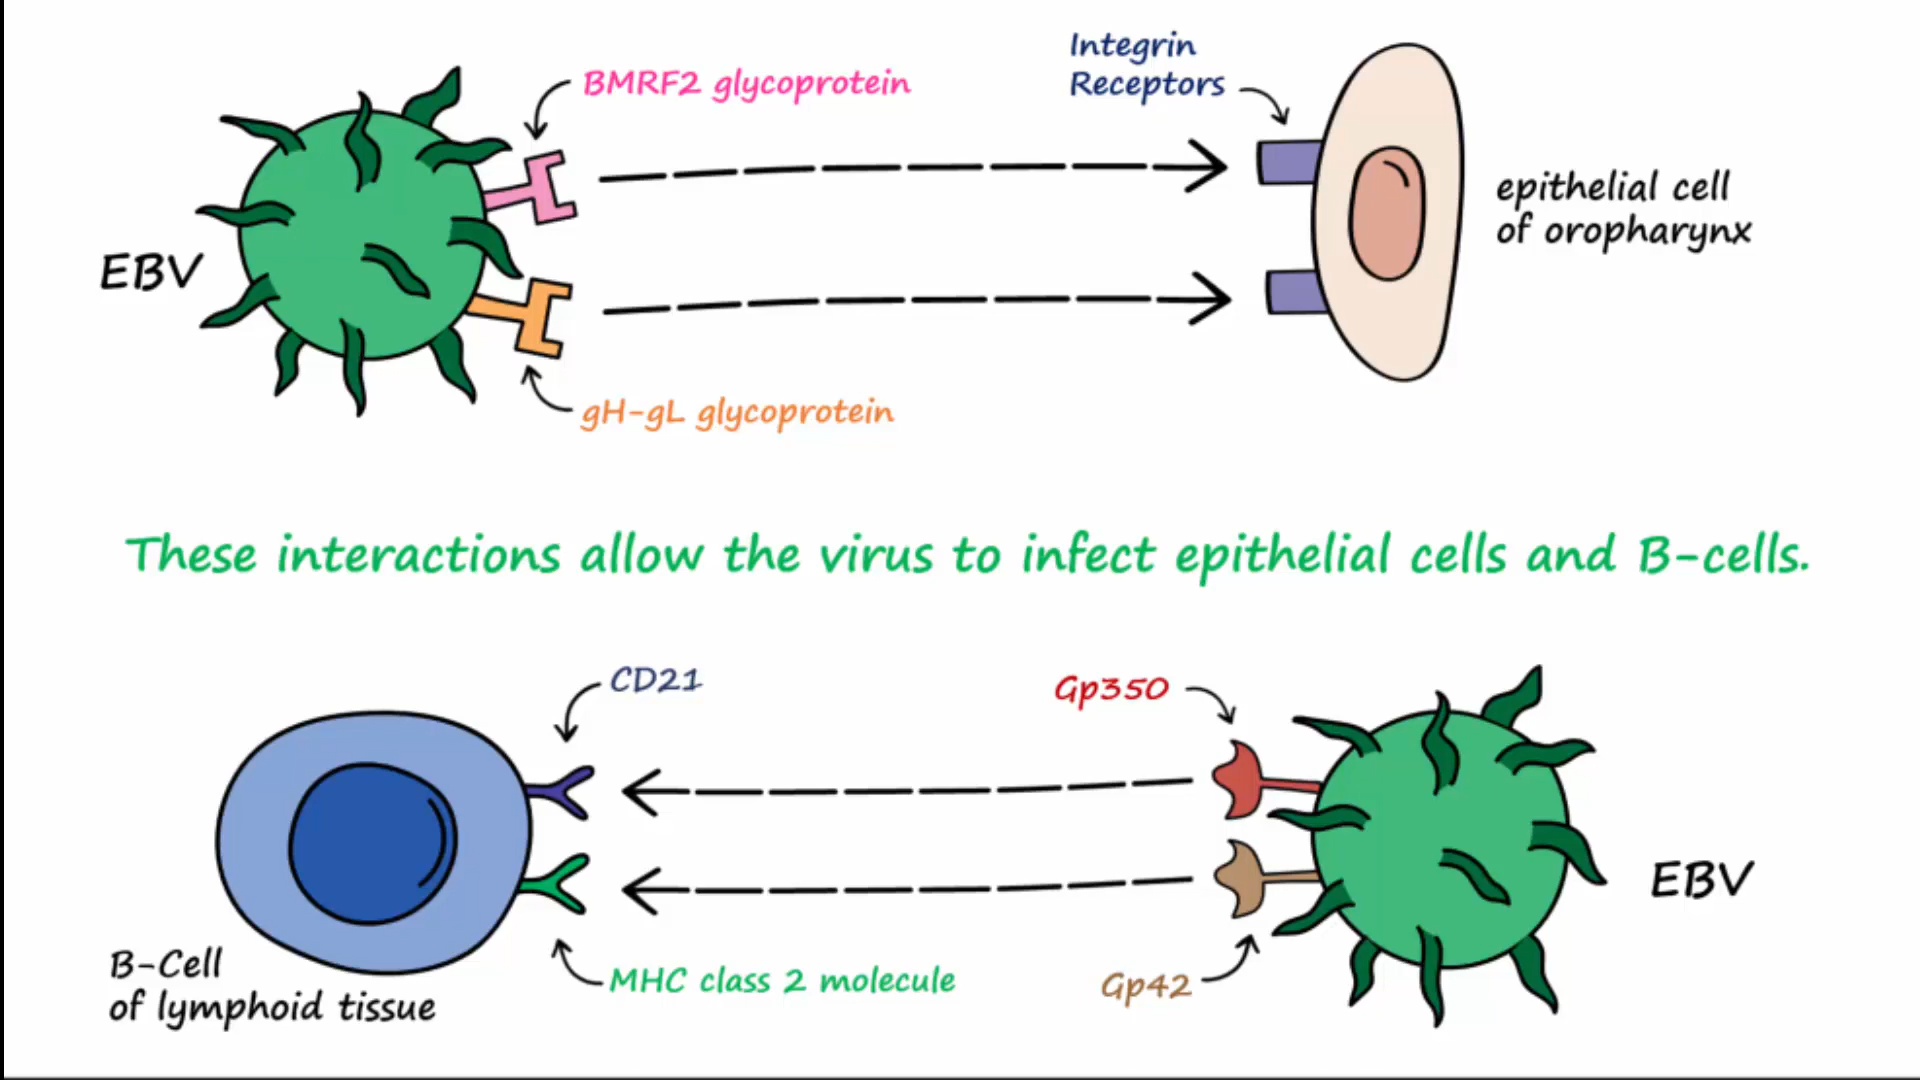 BMRF2 glycoprotein
Integrin
Receptors
EBV
epithelial cell
of oropharynx
gH-gL glycoprotein
These interactions allow the virus to infect epithelial cells and B-cells.
CD21
Gp350
EBV
B-Cell
of lymphoid tissue
MHC class 2 molecule
Gp42